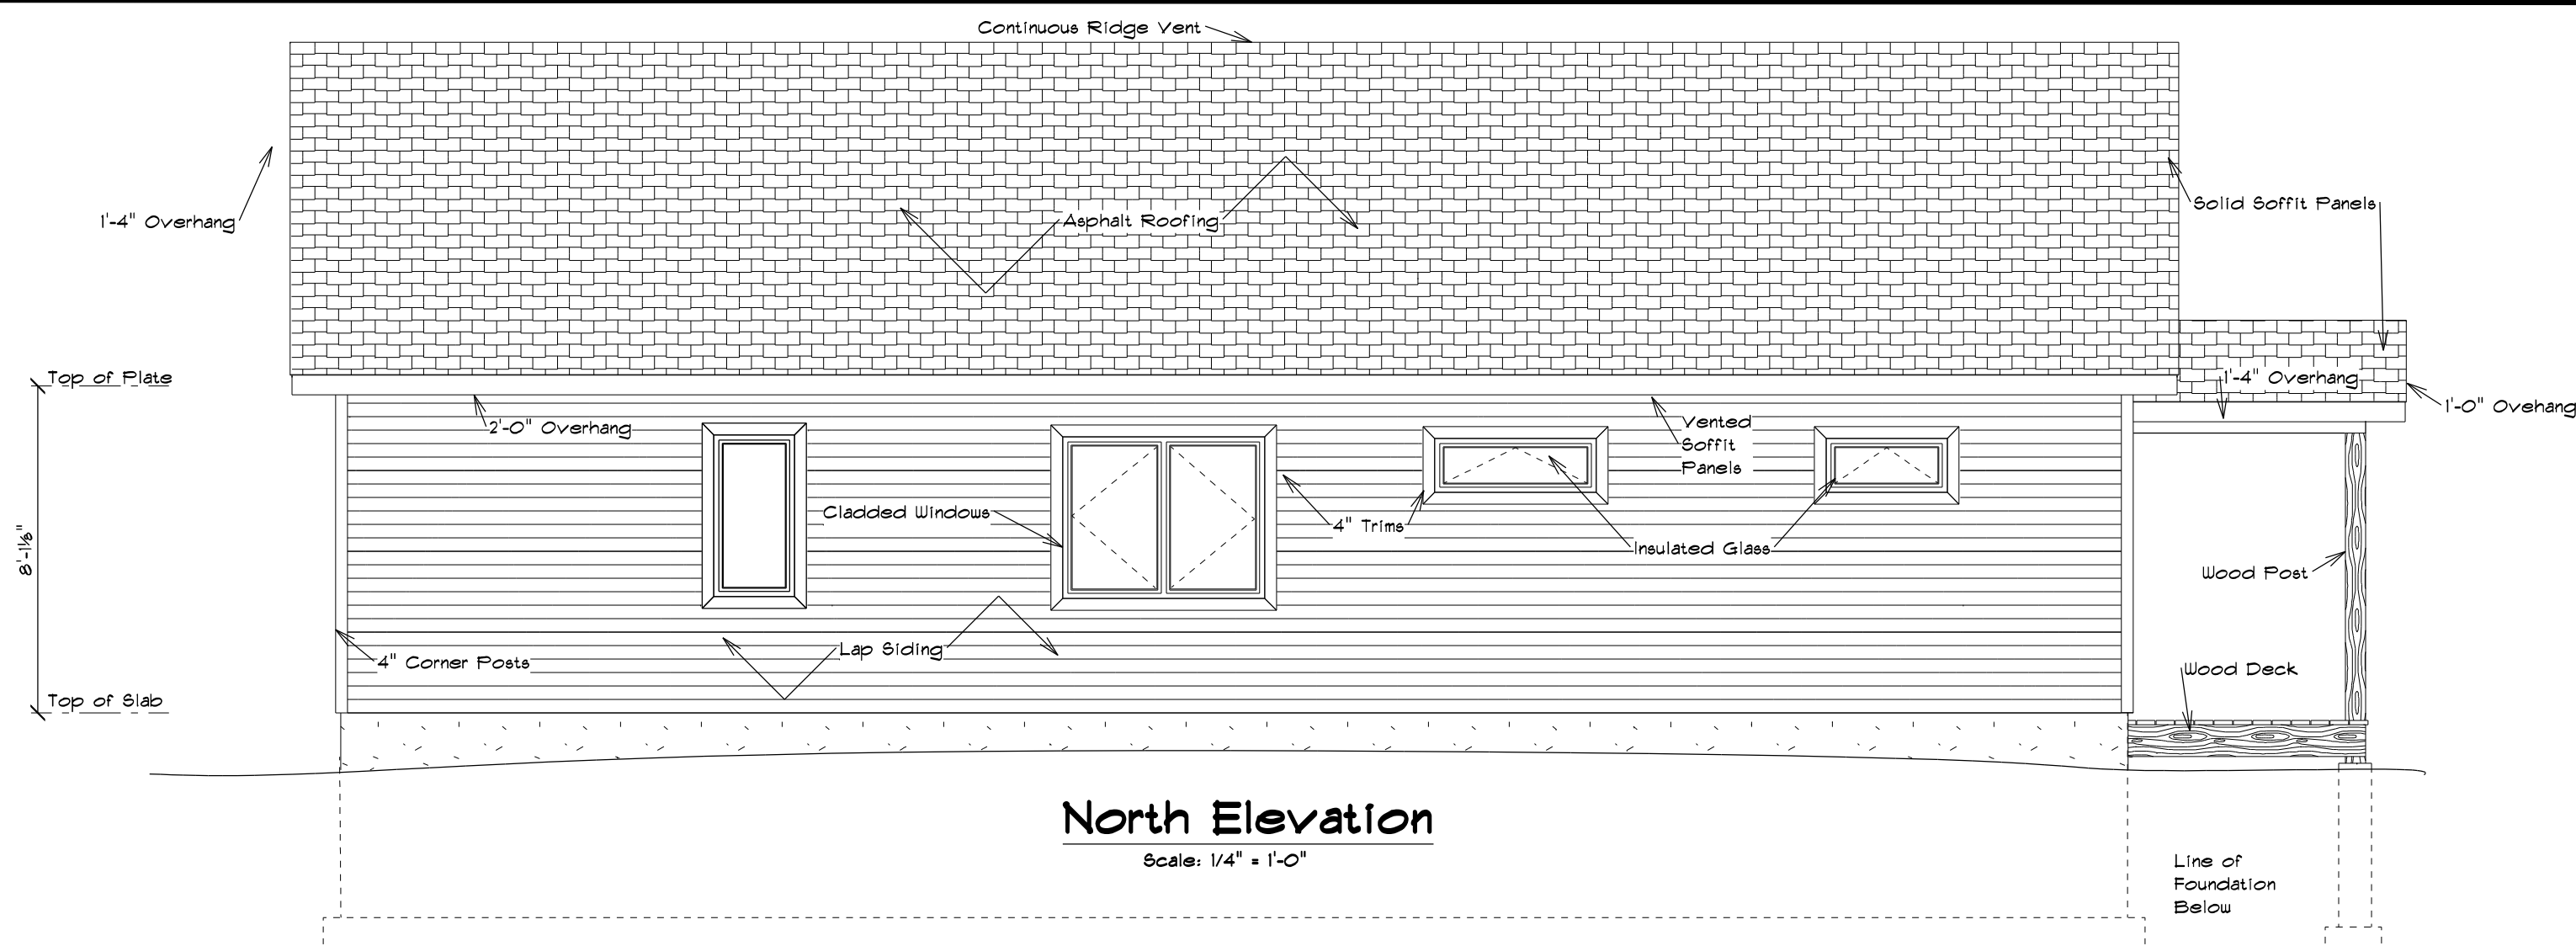 Continuous Ridge Vent
1'-4" Overhang
Asphalt Roofing
Solid Soffit Panels
Top of Plate
1'-4" Overhang
1'-0" Ovehang
2'-0" Overhang
Vented
Soffit
Panels
Cladded Windows
4" Trims
Insulated Glass
8'-1⅛"
Wood Post
Lap Siding
4" Corner Posts
Wood Deck
Top of Slab
North Elevation
Scale: 1/4" = 1'-0"
Line of
Foundation
Below